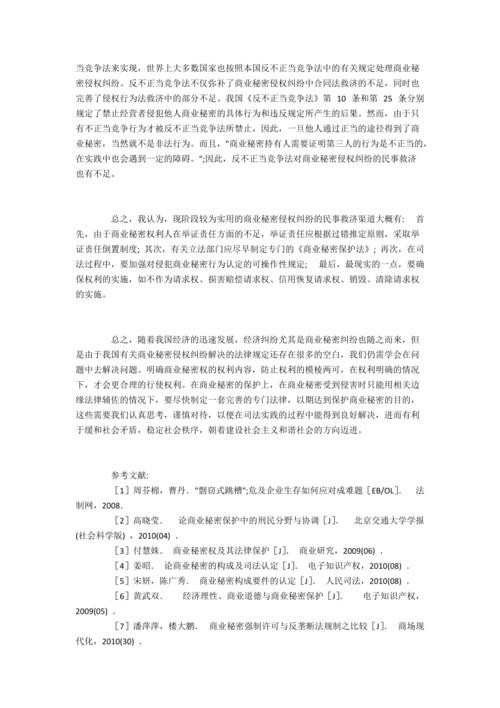 当竞争法来实现，世界上大多数国家也按照本国反不正当竞争法中的有关规定处理商业秘
密侵权纠纷。反不正当竞争法不仅弥补了商业秘密侵权纠纷中合同法救济的不足，同时也
完善了侵权行为法救济中的部分不足。我国《反不正当竞争法》第 10 条和第 25 条分别
规定了禁止经营者侵犯他人商业秘密的具体行为和违反规定所产生的后果。然而，由于只
有不正当竞争行为才被反不正当竞争法所禁止，因此，一旦他人通过正当的途径得到了商
业秘密，当然就不是非法行为。而且，"商业秘密持有人需要证明第三人的行为是不正当的，
在实践中也会遇到一定的障碍。";因此，反不正当竞争法对商业秘密侵权纠纷的民事救济
也有不足。
总之，我认为，现阶段较为实用的商业秘密侵权纠纷的民事救济渠道大概有: 首
先，由于商业秘密权利人在举证责任方面的不足，举证责任应根据过错推定原则，采取举
证责任倒置制度; 其次，有关立法部门应尽早制定专门的《商业秘密保护法》; 再次，在司
法过程中，要加强对侵犯商业秘密行为认定的可操作性规定; 最后，最现实的一点，要确
保权利的实施，如不作为请求权、损害赔偿请求权、信用恢复请求权、销毁、清除请求权
的实施。
总之，随着我国经济的迅速发展，经济纠纷尤其是商业秘密纠纷也随之而来，但
是由于我国有关商业秘密侵权纠纷解决的法律规定还存在很多的空白，我们仍需学会在问
题中去解决问题。明确商业秘密权的权利内容，防止权利的模棱两可，在权利明确的情况
下，才会更合理的行使权利。在商业秘密的保护上，在商业秘密受到侵害时只能用相关边
缘法律辅佐的情况下，要尽快制定一套完善的专门法律，以期达到保护商业秘密的目的，
这些需要我们认真思考，谨慎对待，以便在司法实践的过程中能得到良好解决，进而有利
于缓和社会矛盾，稳定社会秩序，朝着建设社会主义和谐社会的方向迈进。
参考文献:
［1］周芬棉，曹丹．"剽窃式跳槽";危及企业生存如何应对成难题［EB/OL］． 法
制网，2008．
［2］高晓莹． 论商业秘密保护中的刑民分野与协调［J］． 北京交通大学学报
(社会科学版) ，2010(04) ．
［3］付慧姝． 商业秘密权及其法律保护［J］． 商业研究，2009(06) ．
［4］姜昭． 论商业秘密的构成及司法认定［J］． 电子知识产权，2010(08) ．
［5］宋妍，陈广秀． 商业秘密构成要件的认定［J］． 人民司法，2010(08) ．
［6］黄武双． 经济理性、商业道德与商业秘密保护［J］． 电子知识产权，
2009(05) ．
［7］潘萍萍，楼大鹏． 商业秘密强制许可与反垄断法规制之比较［J］． 商场现
代化，2010(30) ．